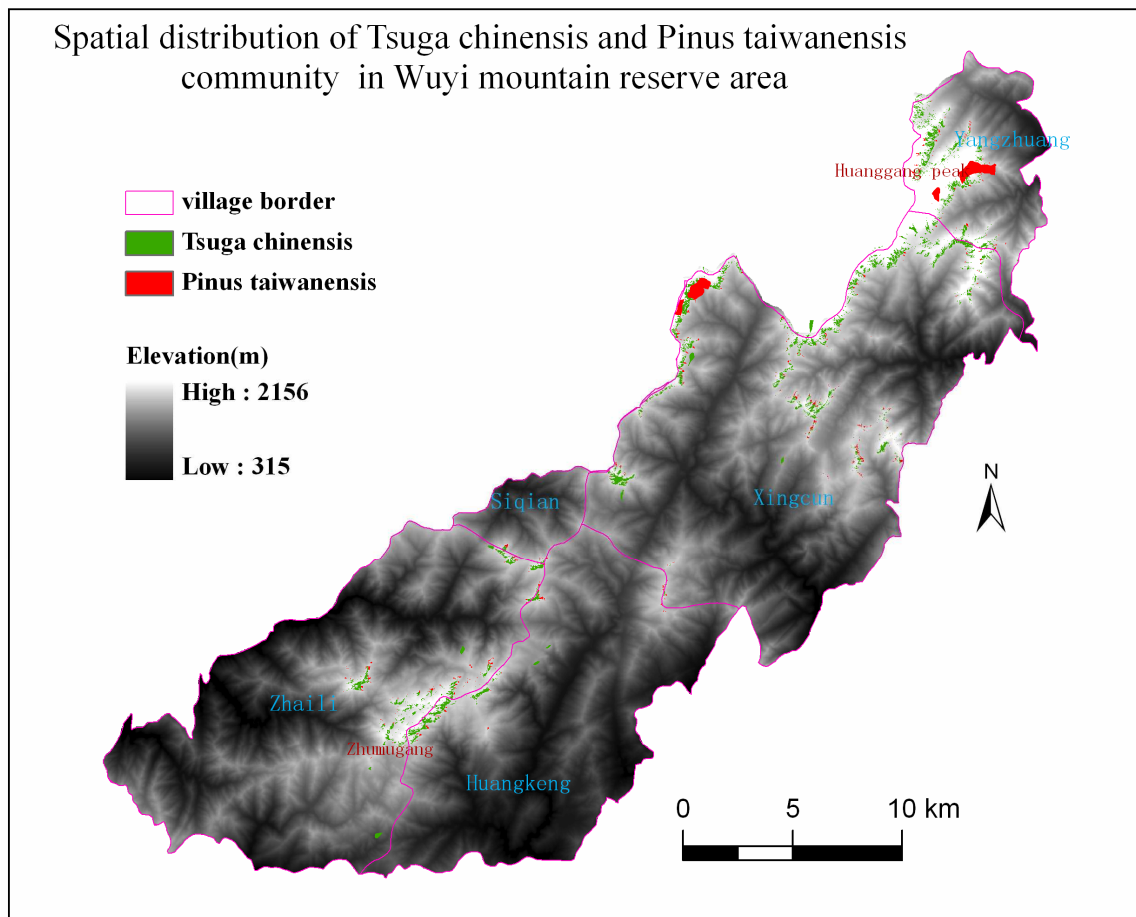 Spatial distribution of Tsuga chinensis and Pinus taiwanensis
community in Wuyi mountain reserve area
Yangzhuang
Huanggang peak
village border
Tsuga chinensis
Pinus taiwanensis
Elevation(m)
High : 2156
Low : 315
N
Siqian
Xingcun
Zhaili
Zhumugang
Huangkeng
0 5 10 km